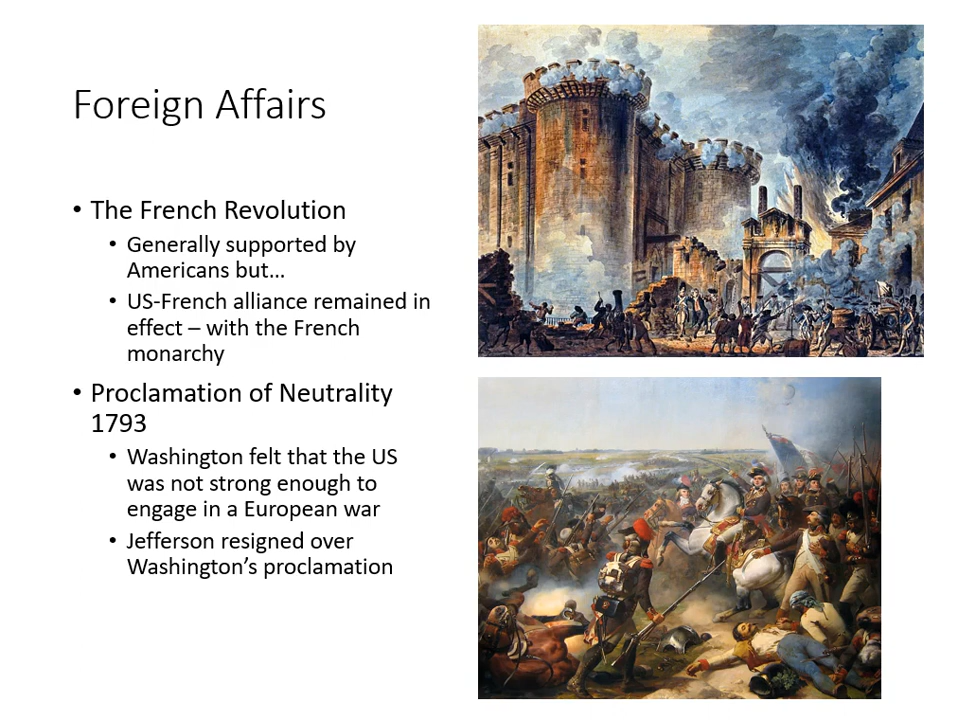 Foreign Affairs
• The French Revolution
• Generally supported by
Americans but…
• US-French alliance remained in
effect – with the French
monarchy
• Proclamation of Neutrality
1793
• Washington felt that the US
was not strong enough to
engage in a European war
• Jefferson resigned over
Washington’s proclamation